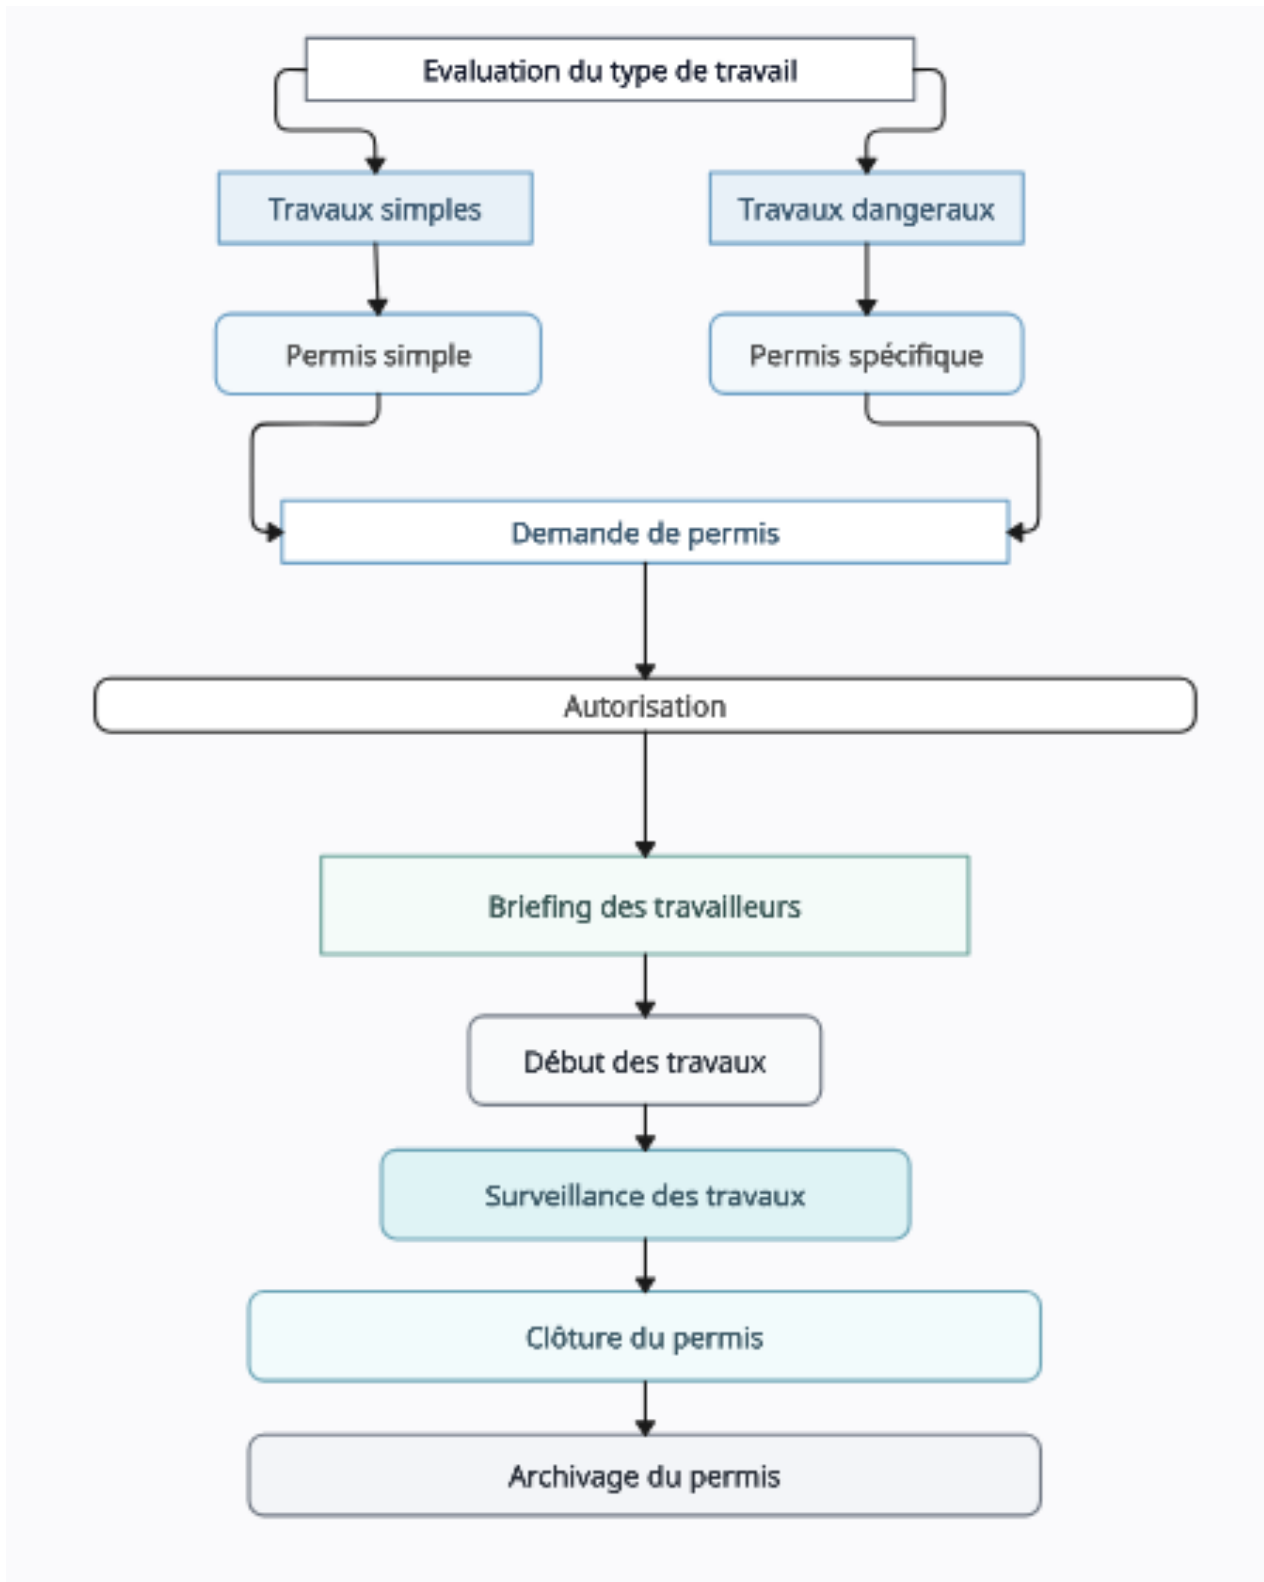 Evaluation du type de travail
Travaux simples
Travaux dangeraux
Permis simple
Permis spécifique
Demande de permis
Autorisation
Briefing des travailleurs
Début des travaux
Surveillance des travaux
Clôture du permis
Archivage du permis